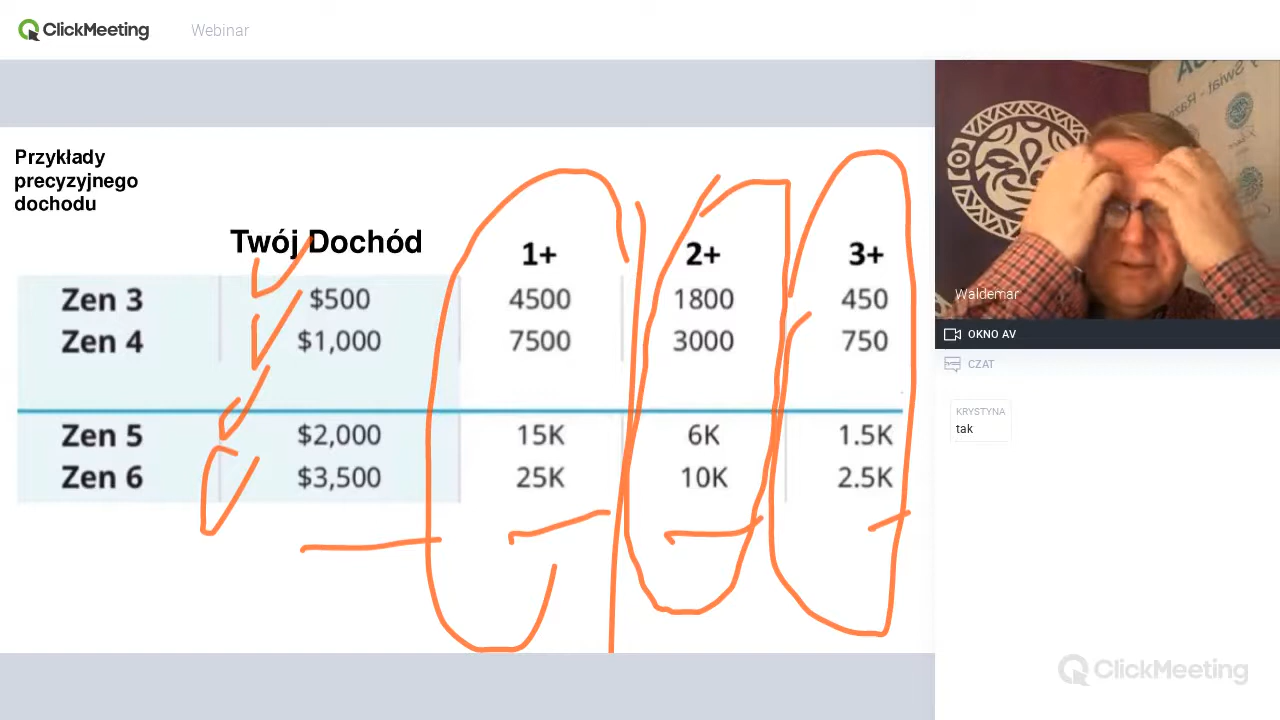 ClickMeeting
Webinar
Przykłady
precyzyjnego
dochodu
Twój Dochód 1+ 2+ 3+
Zen 3 $500 4500 1800 450
Zen 4 $1,000 7500 3000 750
Zen 5 $2,000 15K 6K 1.5K
Zen 6 $3,500 25K 10K 2.5K
Waldemar
OKNO AV
CZAT
KRYSTYNA
tak
ClickMeeting